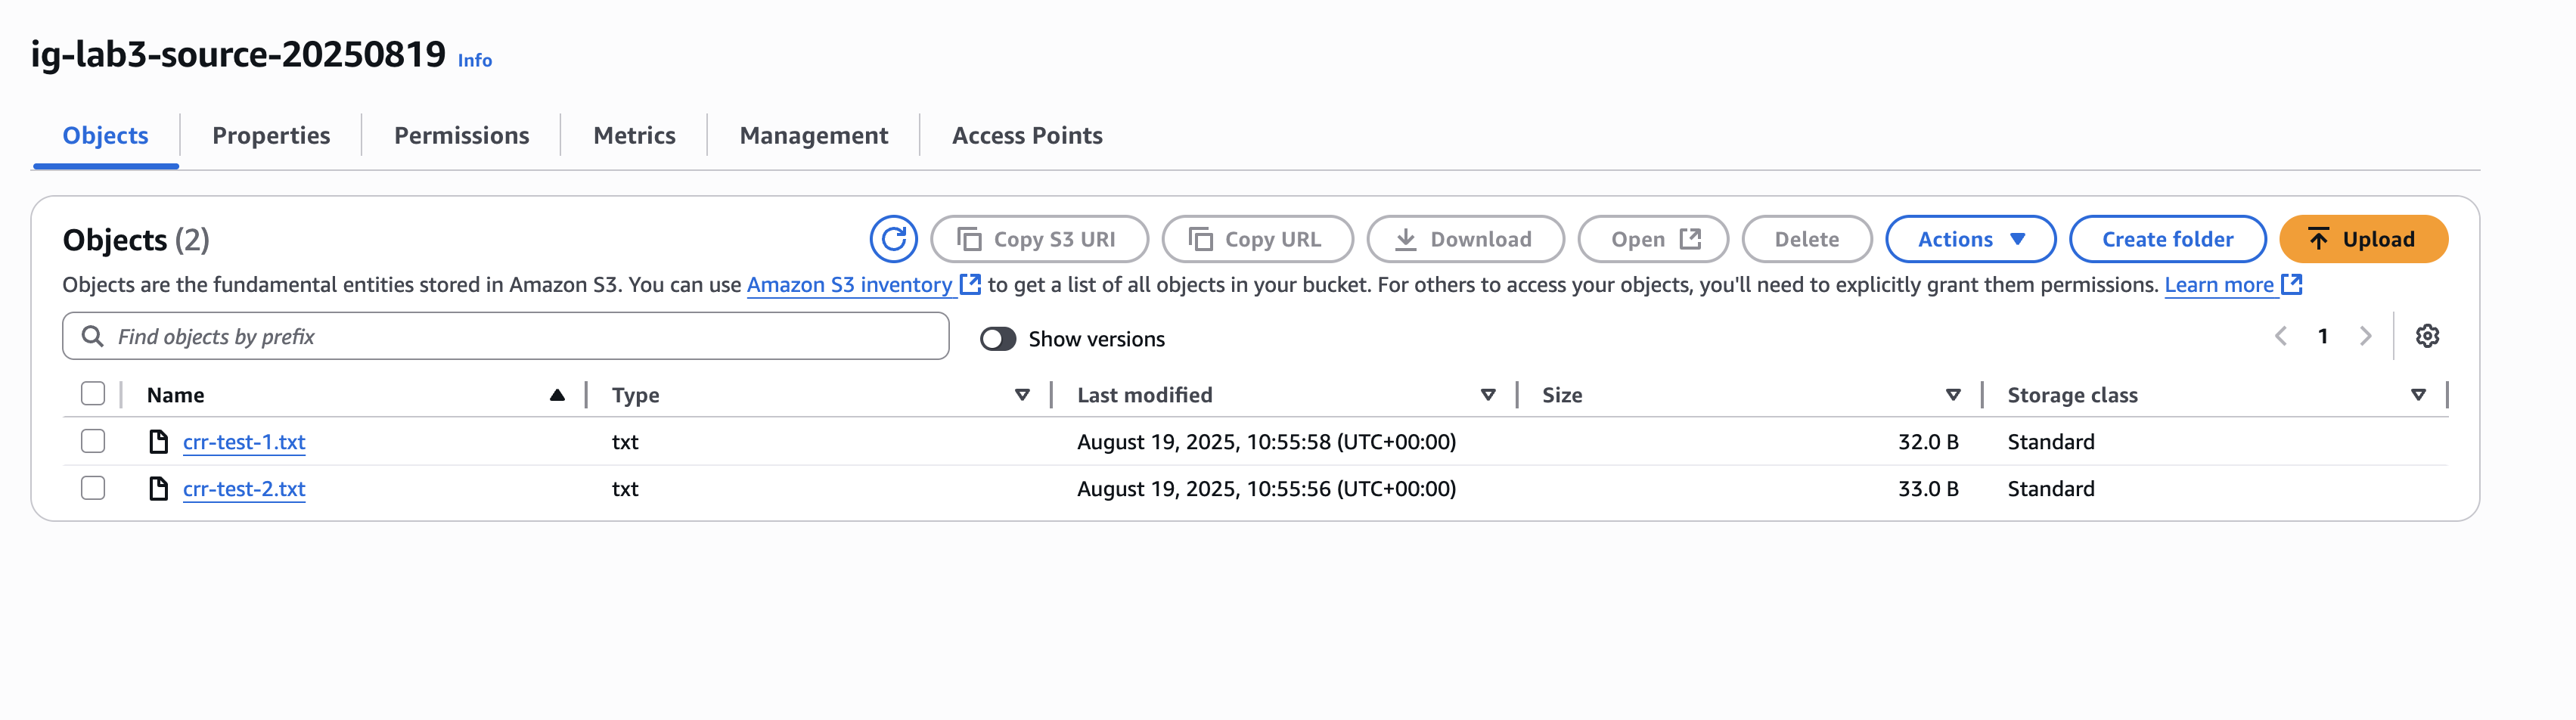 ig-lab3-source-20250819 Info
Objects Properties Permissions Metrics Management Access Points
Objects (2) Copy S3 URI Copy URL Download Open Delete Actions Create folder Upload
Objects are the fundamental entities stored in Amazon S3. You can use Amazon S3 inventory to get a list of all objects in your bucket. For others to access your objects, you'll need to explicitly grant them permissions. Learn more
Find objects by prefix Show versions 1
Name Type Last modified Size Storage class
crr-test-1.txt txt August 19, 2025, 10:55:58 (UTC+00:00) 32.0 B Standard
crr-test-2.txt txt August 19, 2025, 10:55:56 (UTC+00:00) 33.0 B Standard